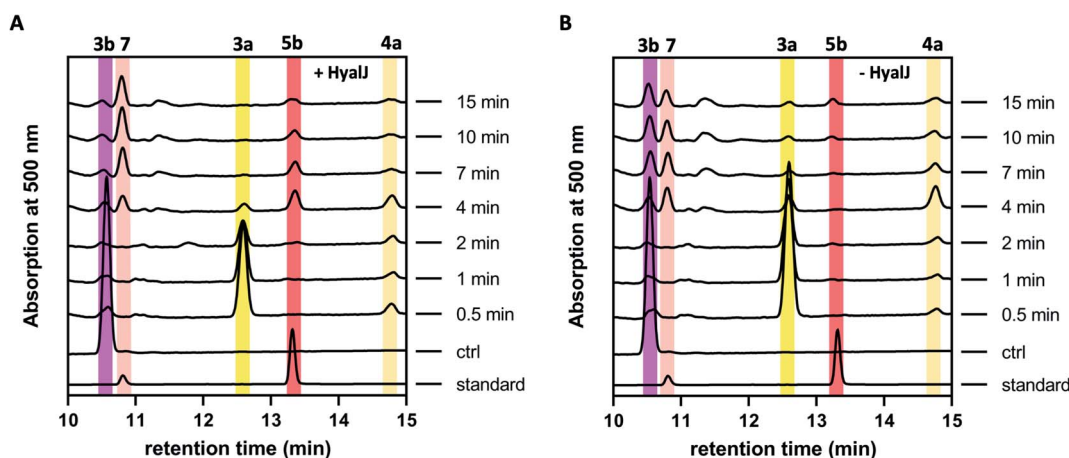 A
3b 7 3a 5b 4a
+ HyalJ
15 min
10 min
7 min
4 min
2 min
1 min
0.5 min
ctrl
standard
Absorption at 500 nm
10 11 12 13 14 15
retention time (min)
B
3b 7 3a 5b 4a
- HyalJ
15 min
10 min
7 min
4 min
2 min
1 min
0.5 min
ctrl
standard
Absorption at 500 nm
10 11 12 13 14 15
retention time (min)